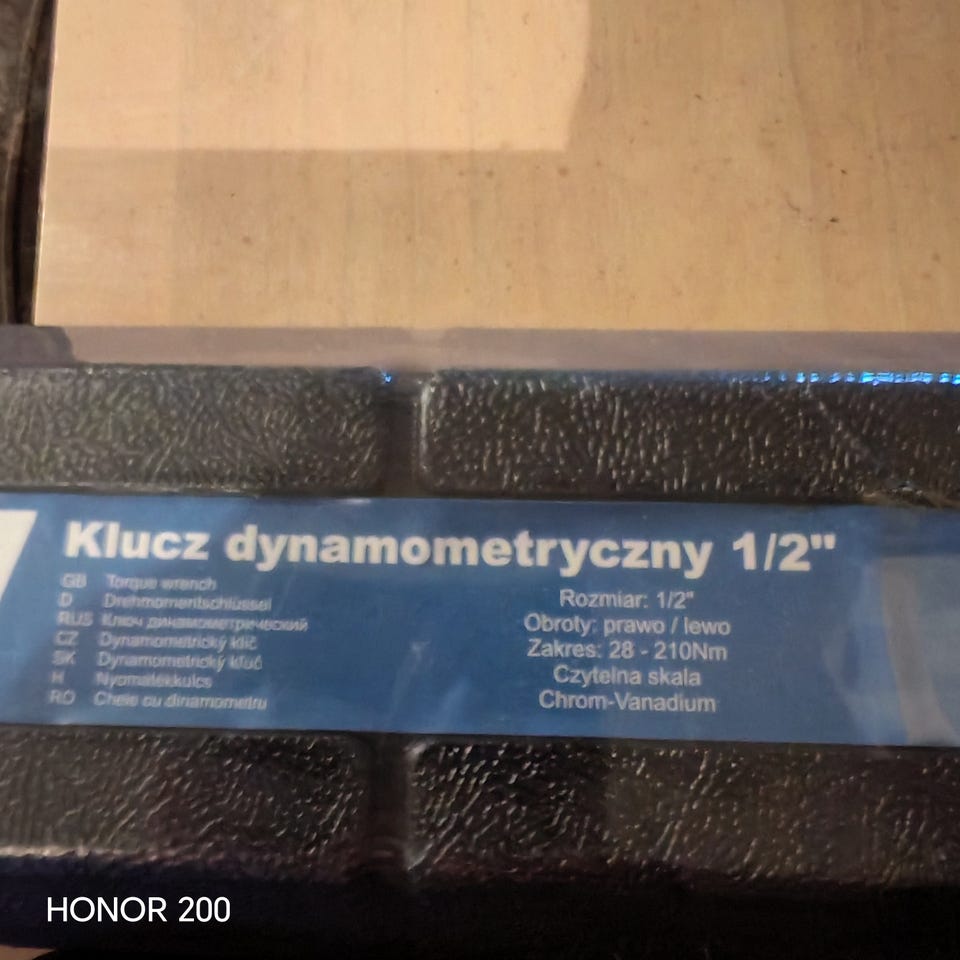 Klucz dynamometryczny 1/2"
GB Torque wrench
D Drehmomentschlüssel
RUS Ключ динамометрический
CZ Dynamometrický klíč
SK Dynamometrický kľúč
H Nyomatékkulcs
RO Cheie cu dinamometru
Rozmiar: 1/2"
Obroty: prawo / lewo
Zakres: 28 - 210Nm
Czytelna skala
Chrom-Vanadium
HONOR 200